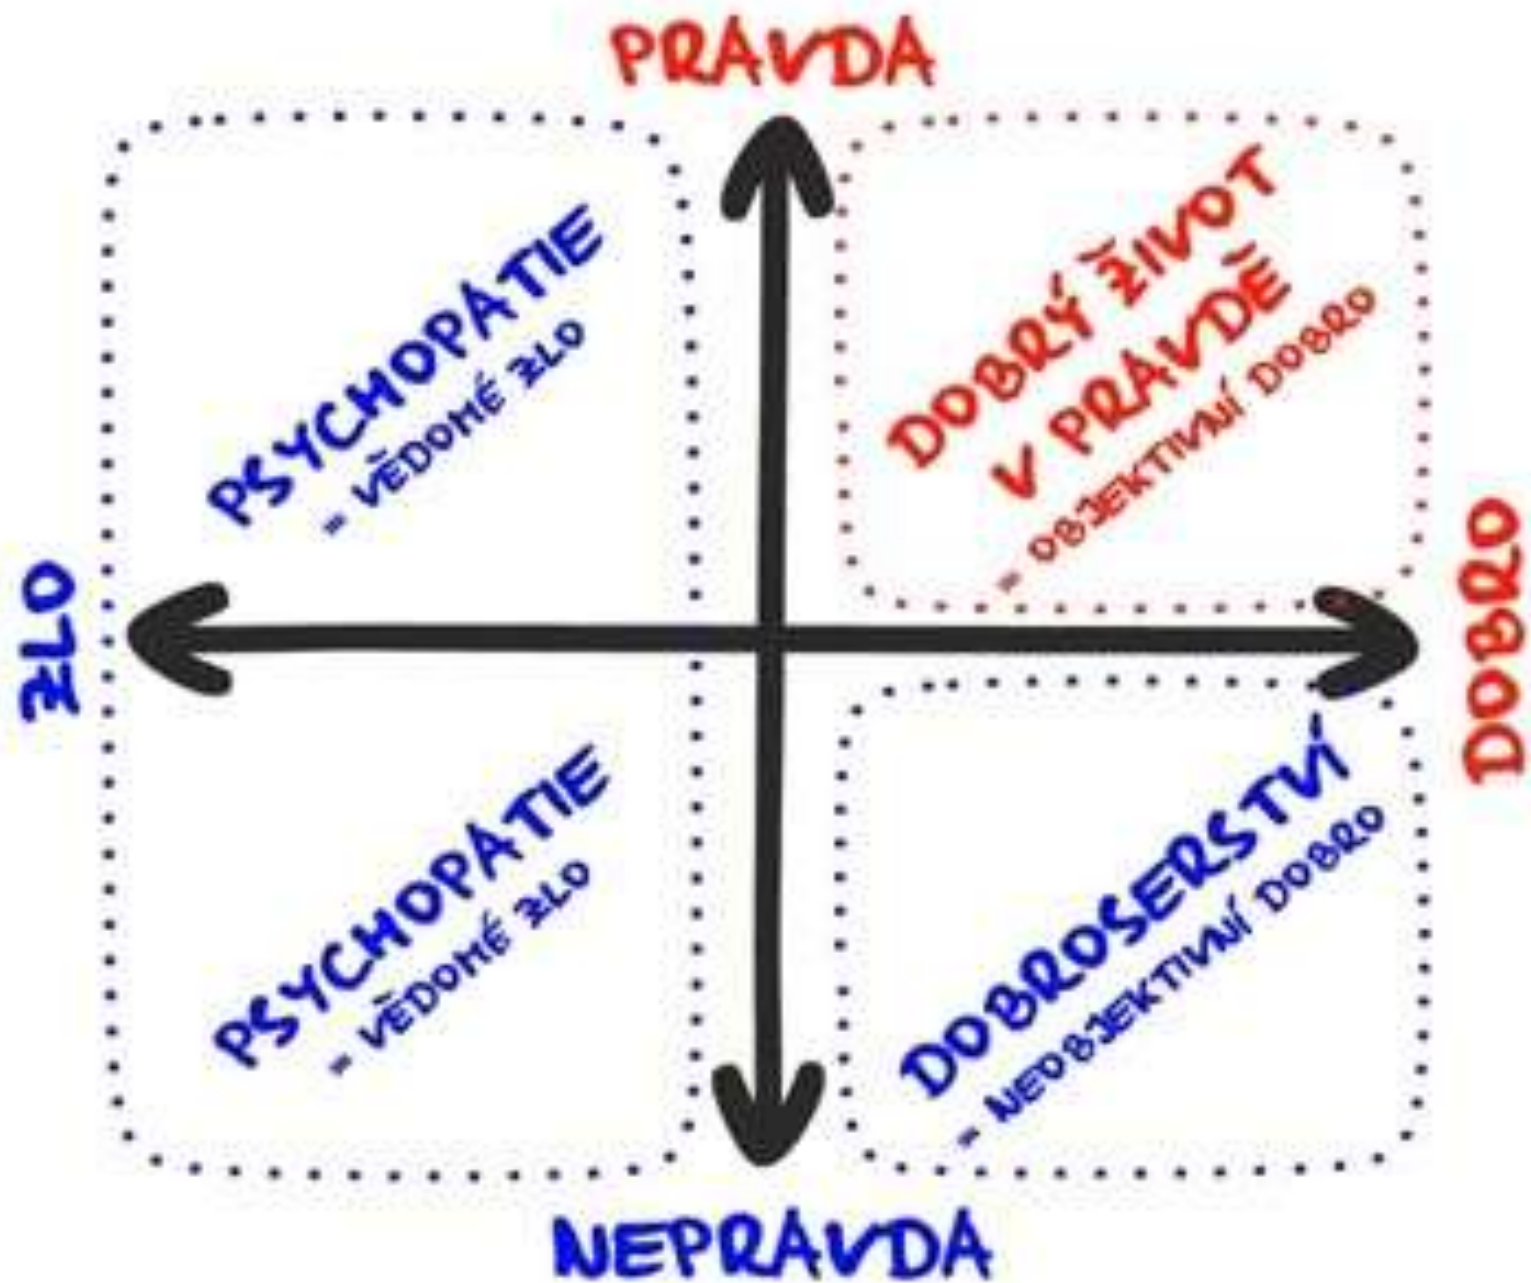 PRAVDA
PSYCHOPATIE
= VĚDOMÉ ZLO
DOBRÝ ŽIVOT
V PRAVDĚ
= OBJEKTIVNÍ DOBRO
ZLO
DOBRO
PSYCHOPATIE
= VĚDOMÉ ZLO
DOBROSERSTVÍ
= NEOBJEKTIVNÍ DOBRO
NEPRAVDA